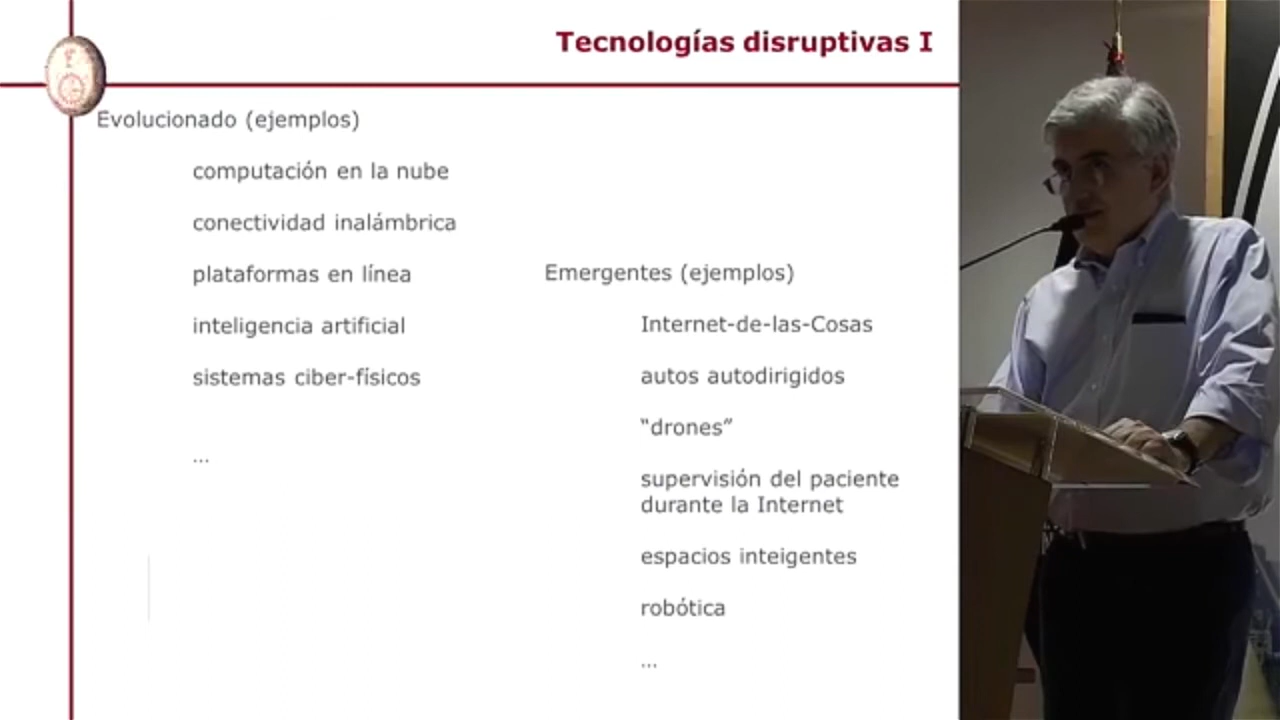 Tecnologías disruptivas I
Evolucionado (ejemplos)
computación en la nube
conectividad inalámbrica
plataformas en línea
inteligencia artificial
sistemas ciber-físicos
...
Emergentes (ejemplos)
Internet-de-las-Cosas
autos autodirigidos
“drones”
supervisión del paciente
durante la Internet
espacios inteigentes
robótica
...